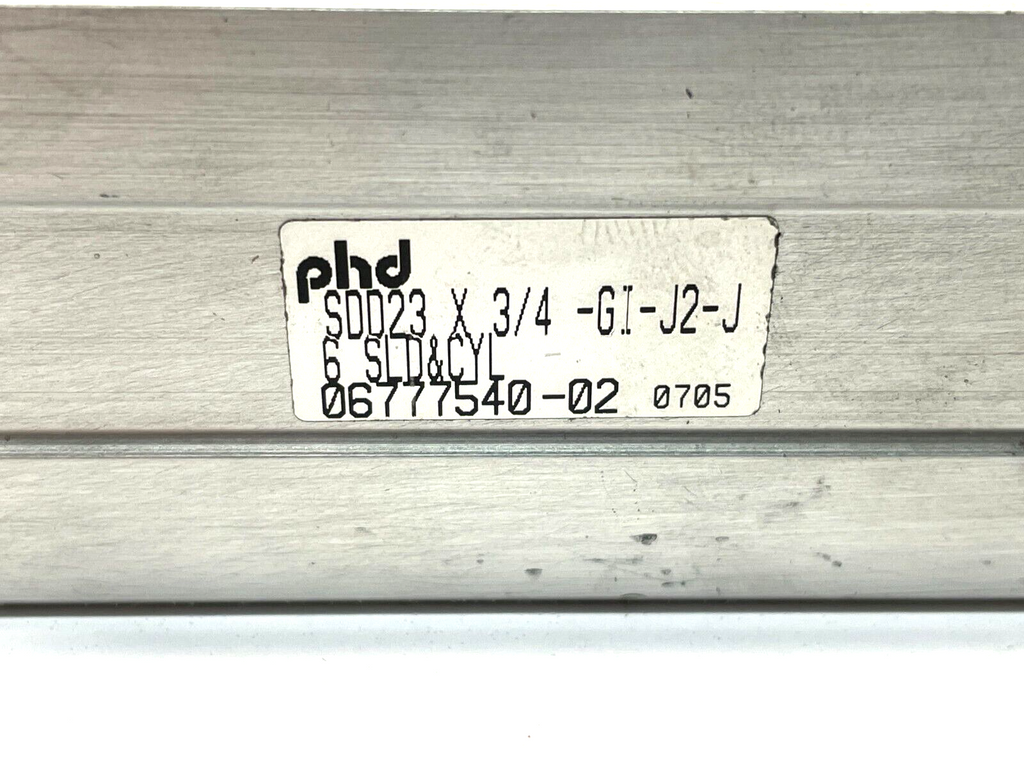 phd
SDD23 X 3/4 -GI-J2-J
6 SLD&CYL
06777540-02 0705